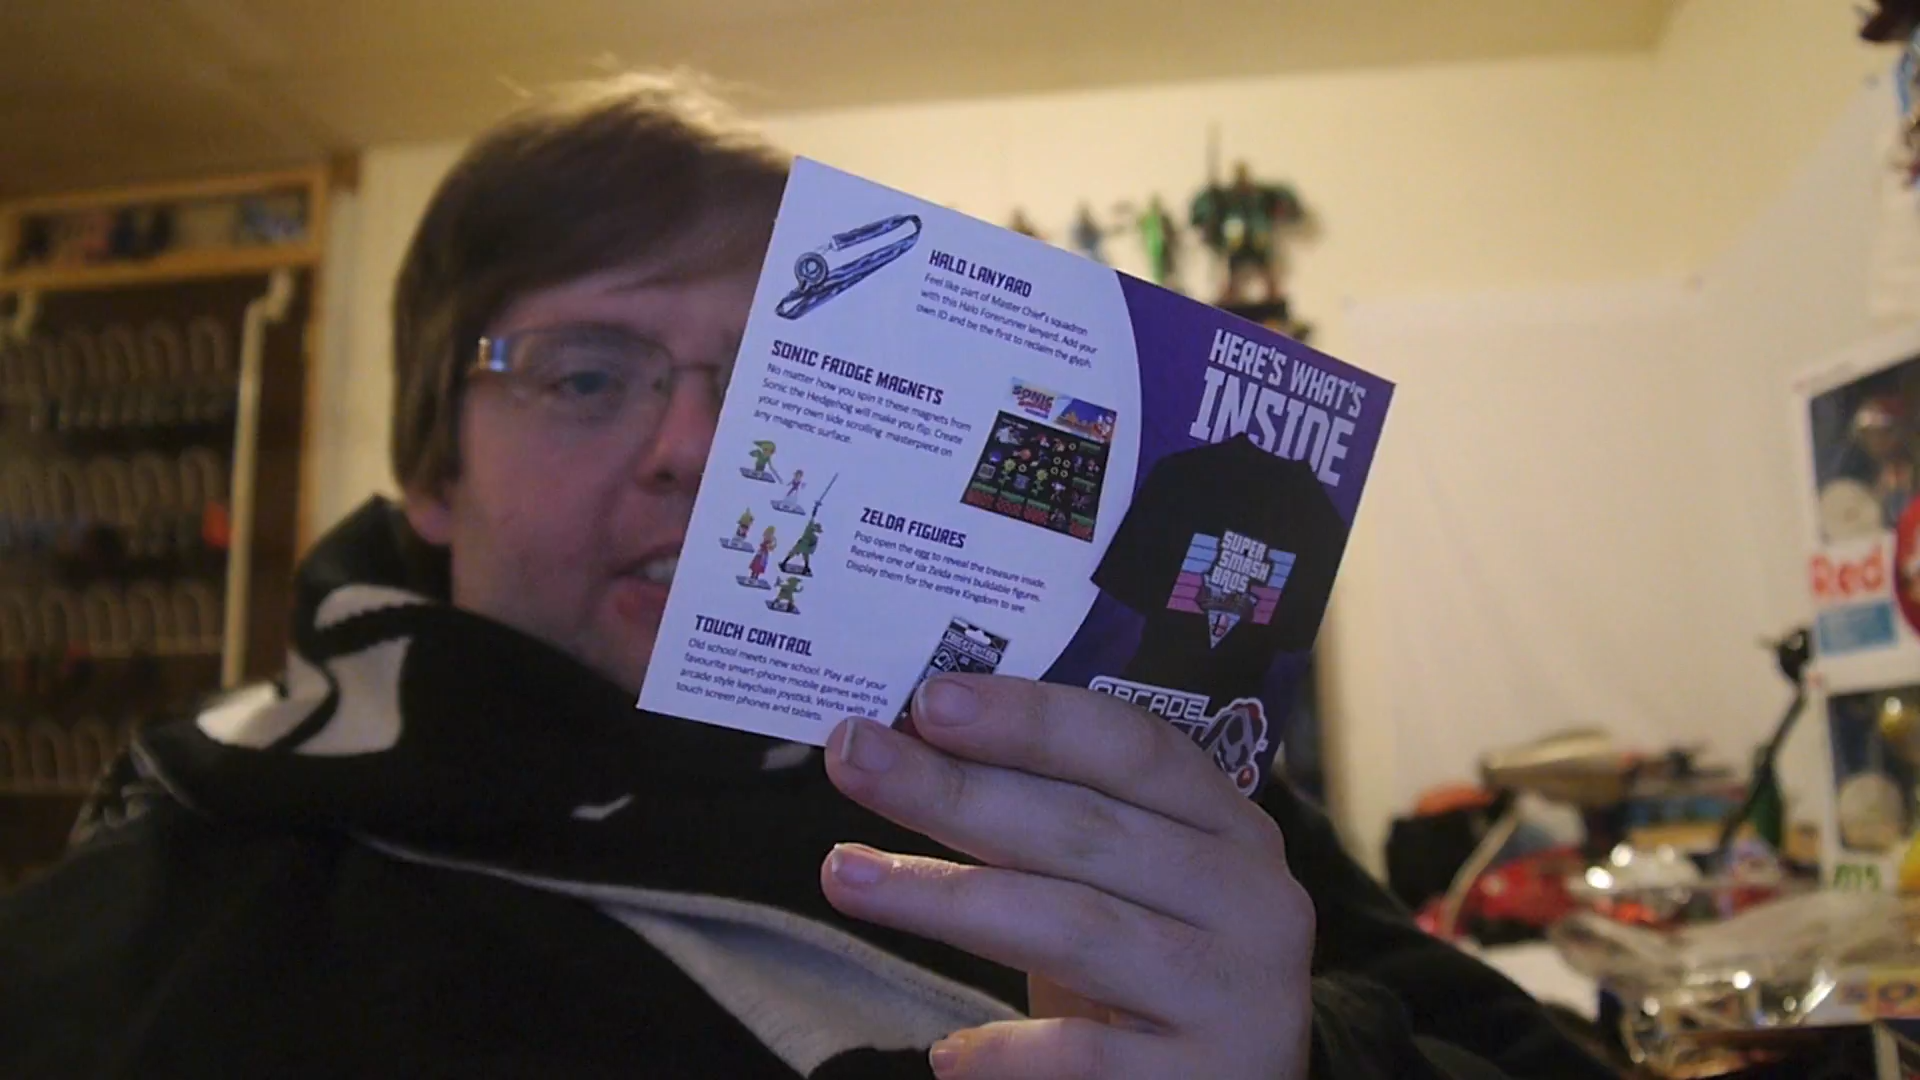 HALO LANYARD
Feel like part of Master Chief's squadron
with this Halo Forerunner lanyard. Add your
own ID and be the first to reclaim the glyph.
SONIC FRIDGE MAGNETS
No matter how you spin it these magnets from
Sonic the Hedgehog will make you flip. Create
your very own side scrolling masterpiece on
any magnetic surface.
SONIC
ZELDA FIGURES
Pop open the egg to reveal the treasure inside.
Receive one of six Zelda mini buildable figures.
Display them for the entire Kingdom to see.
TOUCH CONTROL
Old school meets new school. Play all of your
favourite smart-phone mobile games with this
arcade style keychain joystick. Works with all
touch screen phones and tablets.
HERE'S WHAT'S
INSIDE
SUPER
SMASH
BROS.
ARCADE
Red